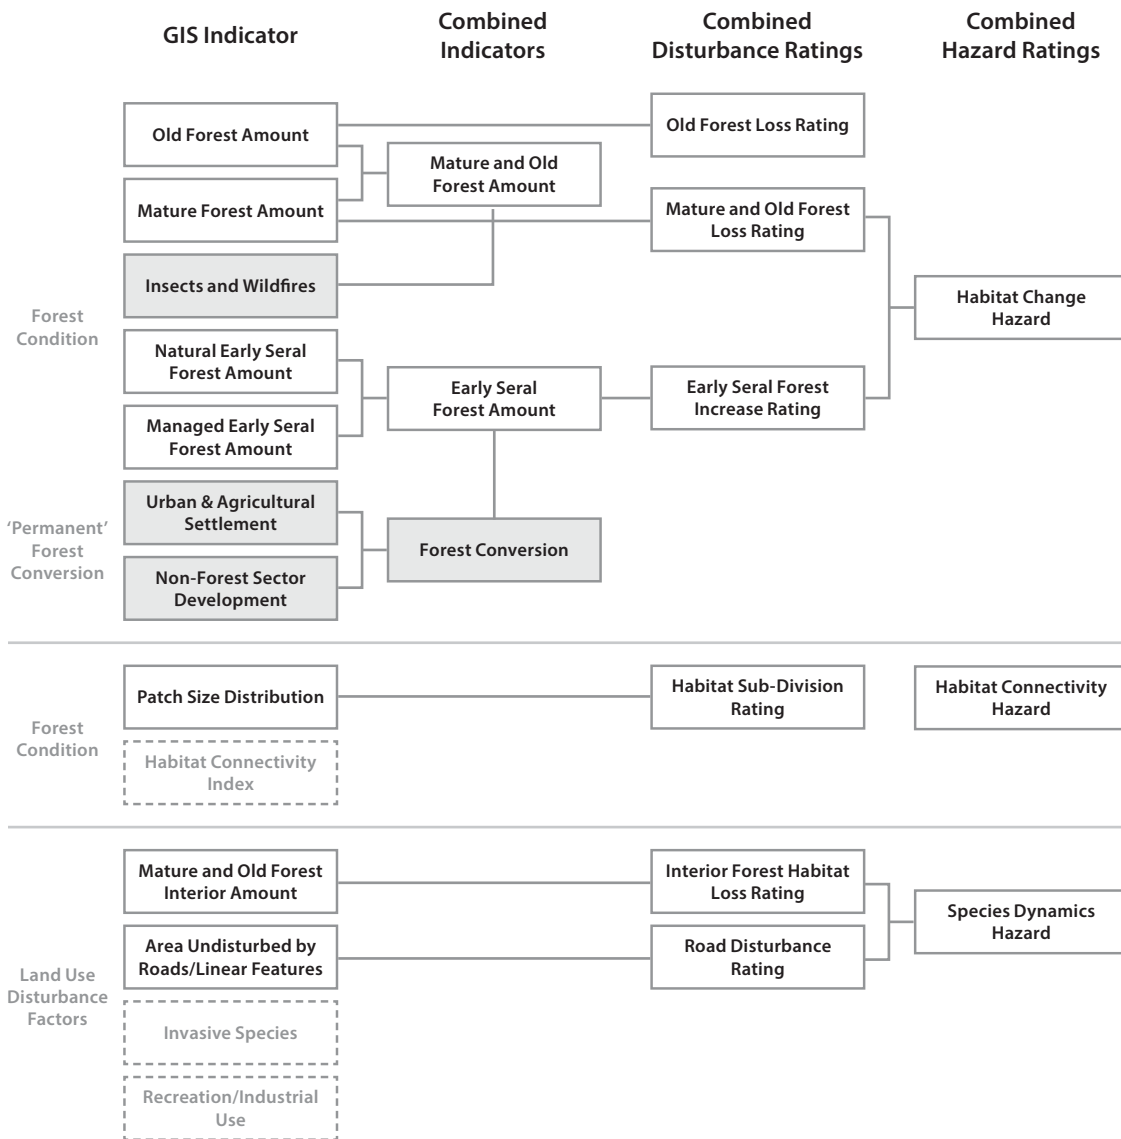 GIS Indicator
Combined
Indicators
Combined
Disturbance Ratings
Combined
Hazard Ratings
Forest
Condition
Old Forest Amount
Mature Forest Amount
Insects and Wildfires
Natural Early Seral
Forest Amount
Managed Early Seral
Forest Amount
Mature and Old
Forest Amount
Early Seral
Forest Amount
Old Forest Loss Rating
Mature and Old Forest
Loss Rating
Early Seral Forest
Increase Rating
Habitat Change
Hazard
'Permanent'
Forest
Conversion
Urban & Agricultural
Settlement
Non-Forest Sector
Development
Forest Conversion
Forest
Condition
Patch Size Distribution
Habitat Connectivity
Index
Habitat Sub-Division
Rating
Habitat Connectivity
Hazard
Land Use
Disturbance
Factors
Mature and Old Forest
Interior Amount
Area Undisturbed by
Roads/Linear Features
Invasive Species
Recreation/Industrial
Use
Interior Forest Habitat
Loss Rating
Road Disturbance
Rating
Species Dynamics
Hazard